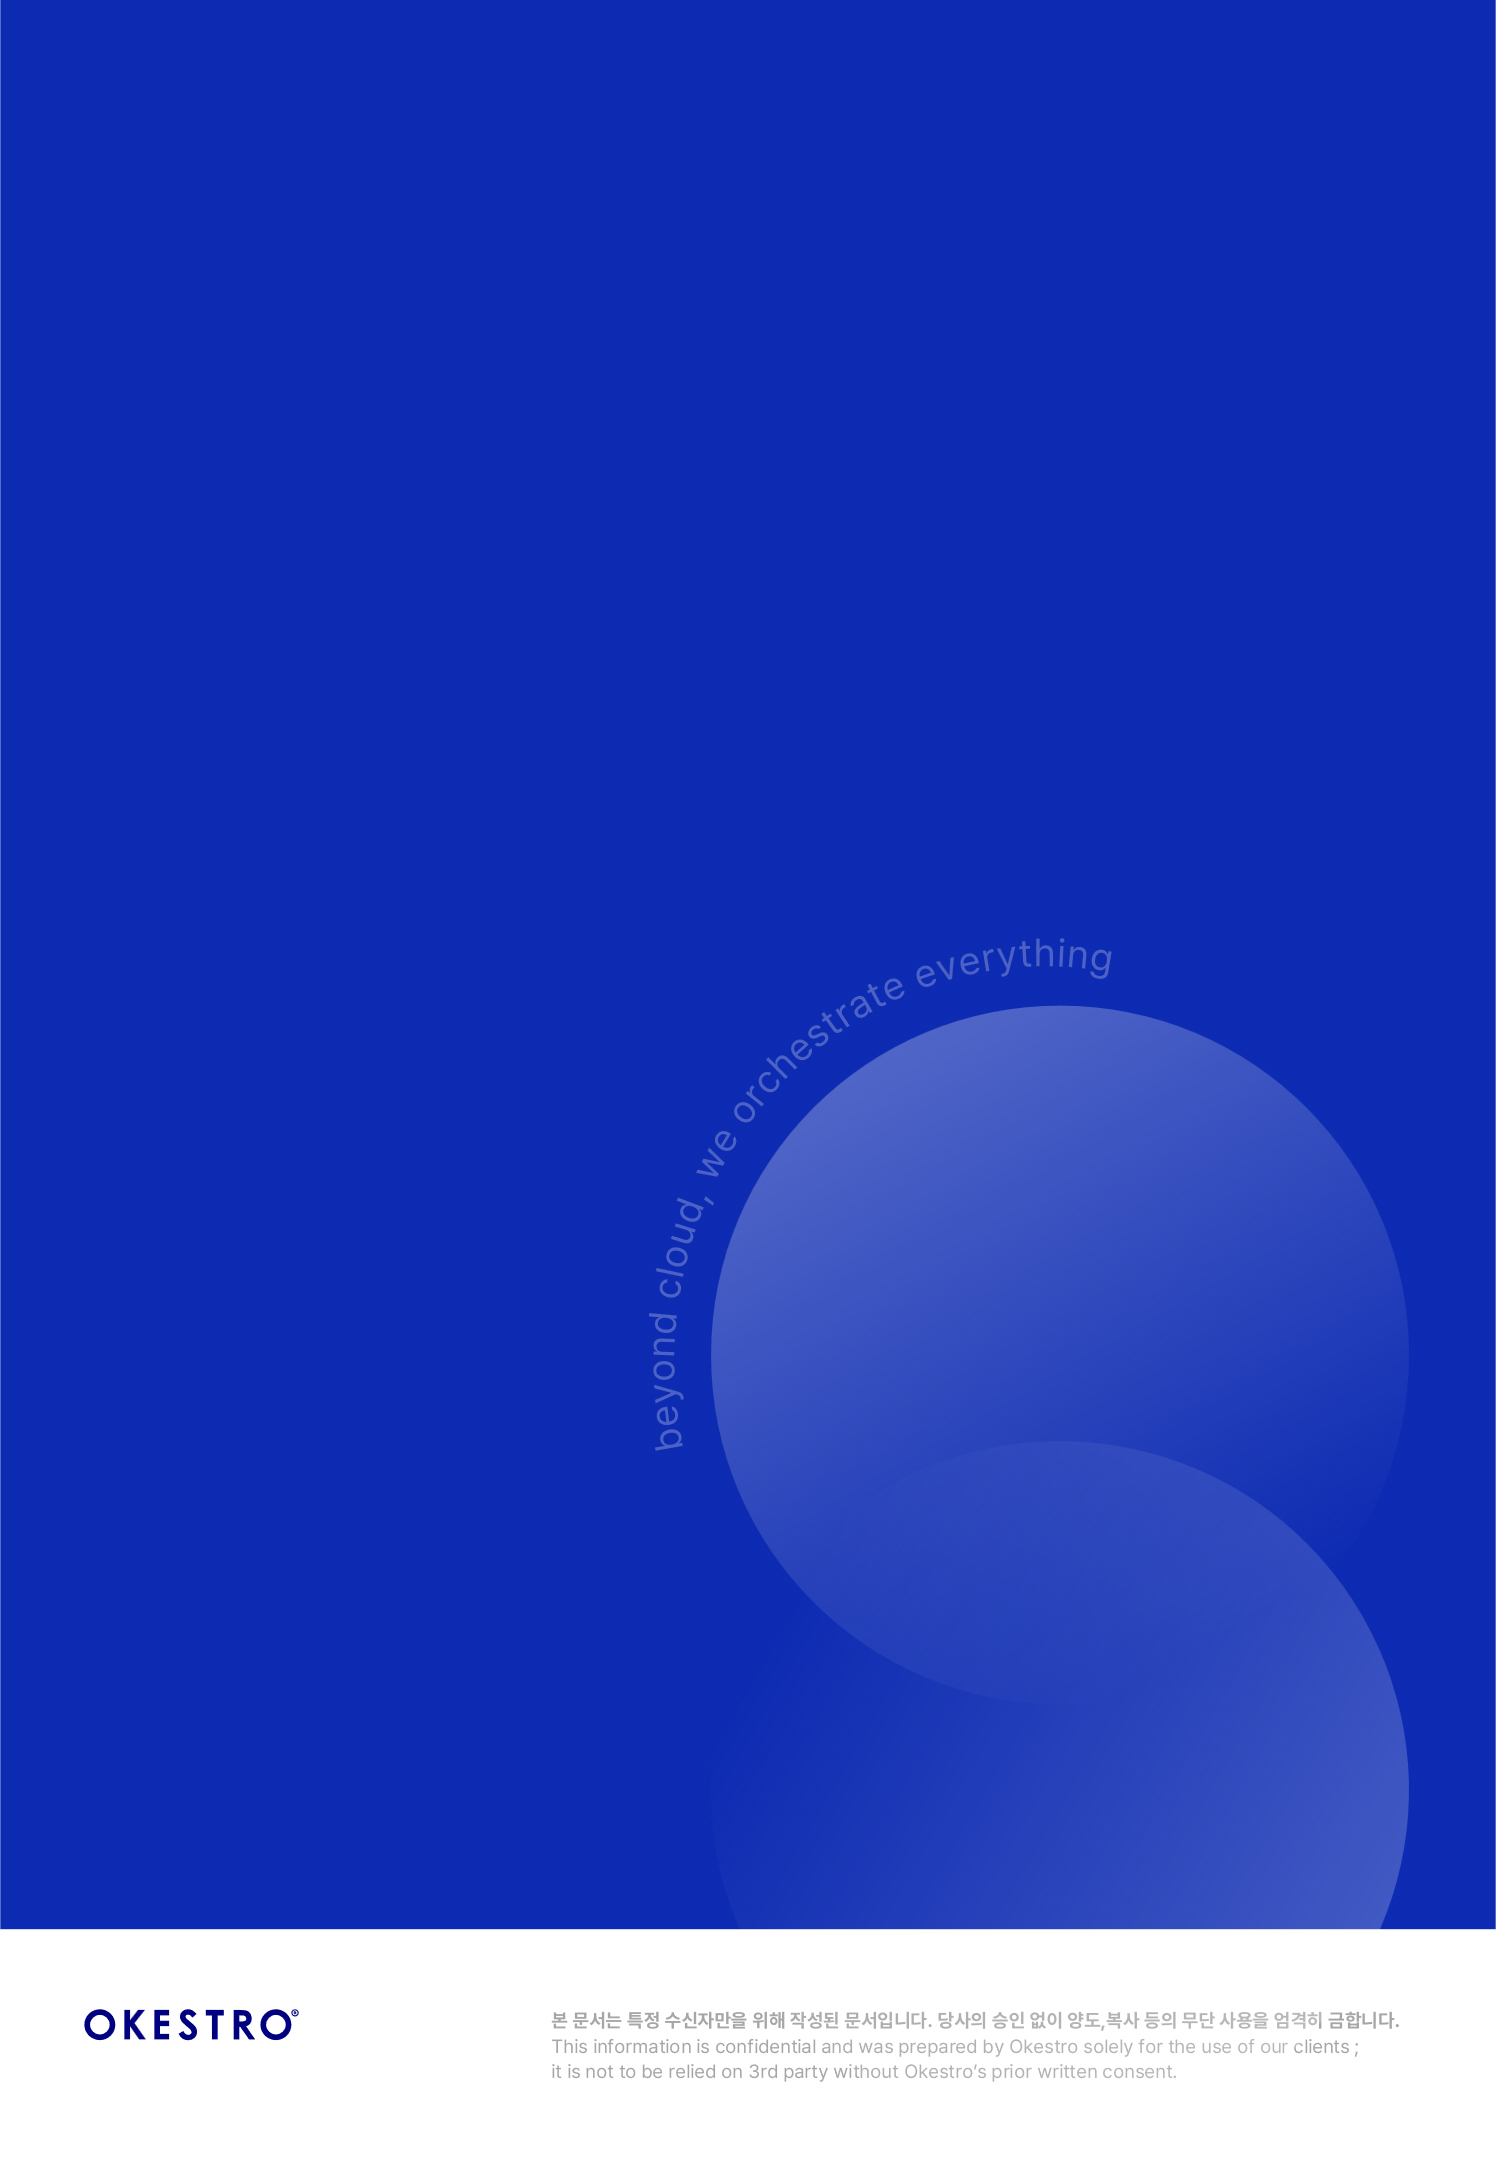 beyond cloud, we orchestrate everything
OKESTRO®
본 문서는 특정 수신자만을 위해 작성된 문서입니다. 당사의 승인 없이 양도,복사 등의 무단 사용을 엄격히 금합니다.
This information is confidential and was prepared by Okestro solely for the use of our clients ;
it is not to be relied on 3rd party without Okestro’s prior written consent.